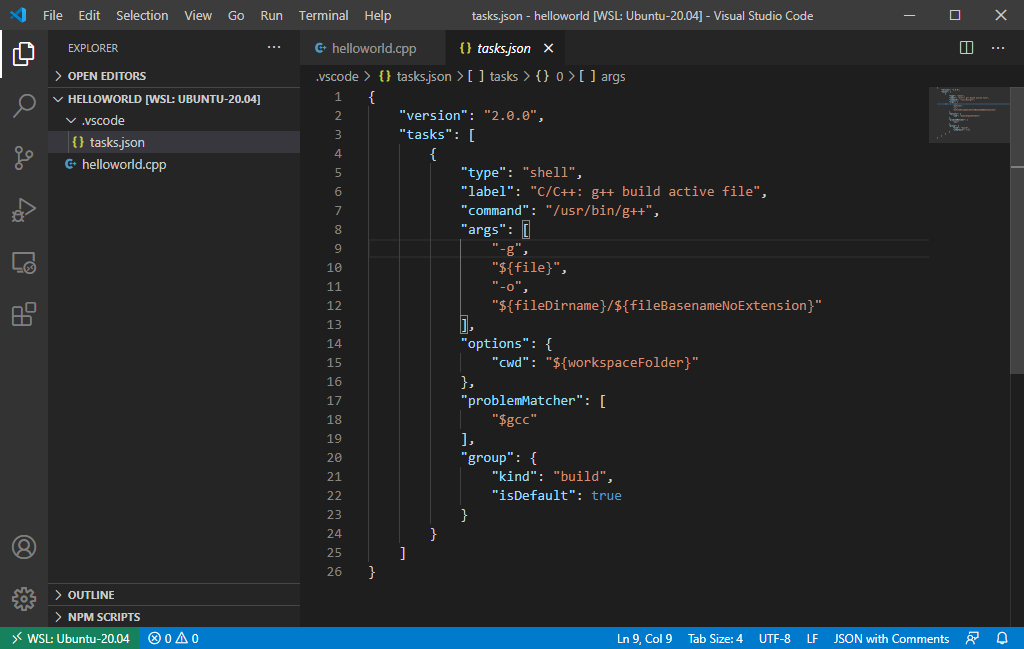 File Edit Selection View Go Run Terminal Help tasks.json - helloworld [WSL: Ubuntu-20.04] - Visual Studio Code
EXPLORER
OPEN EDITORS
HELLOWORLD [WSL: UBUNTU-20.04]
.vscode
{} tasks.json
helloworld.cpp
OUTLINE
NPM SCRIPTS
helloworld.cpp {} tasks.json
.vscode > {} tasks.json > [ ] tasks > {} 0 > [ ] args
1 {
2     "version": "2.0.0",
3     "tasks": [
4         {
5             "type": "shell",
6             "label": "C/C++: g++ build active file",
7             "command": "/usr/bin/g++",
8             "args": [
9                 "-g",
10                 "${file}",
11                 "-o",
12                 "${fileDirname}/${fileBasenameNoExtension}"
13             ],
14             "options": {
15                 "cwd": "${workspaceFolder}"
16             },
17             "problemMatcher": [
18                 "$gcc"
19             ],
20             "group": {
21                 "kind": "build",
22                 "isDefault": true
23             }
24         }
25     ]
26 }
WSL: Ubuntu-20.04 0 0 Ln 9, Col 9 Tab Size: 4 UTF-8 LF JSON with Comments